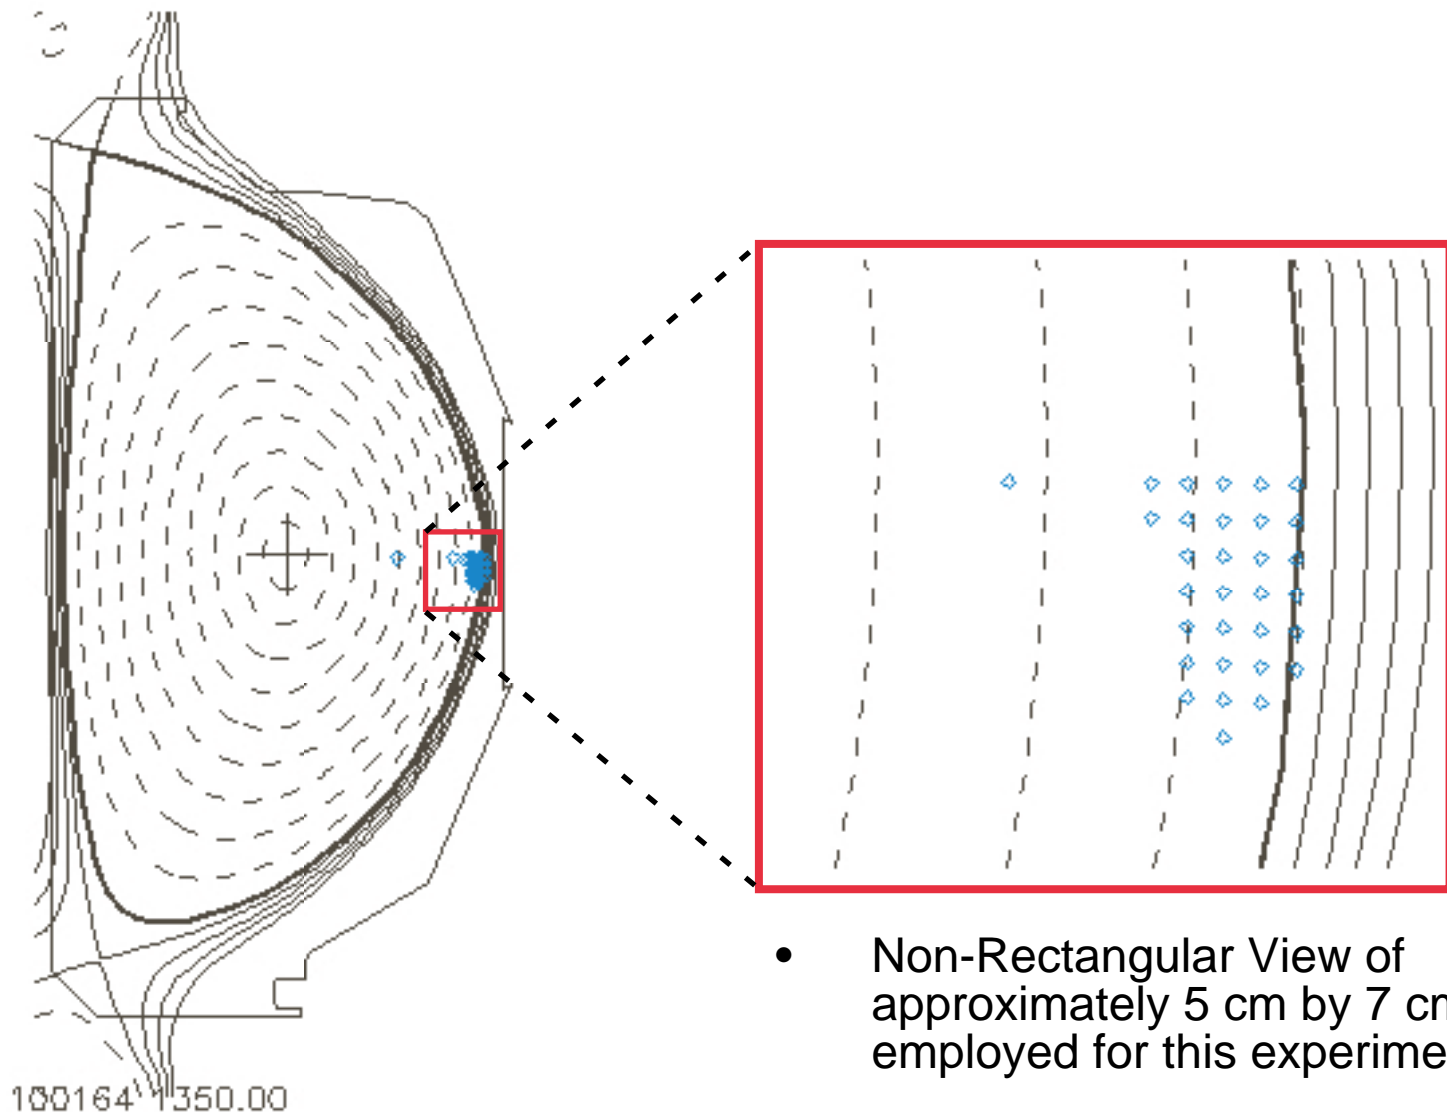 • Non-Rectangular View of
approximately 5 cm by 7 cm
employed for this experime
100164 1350.00